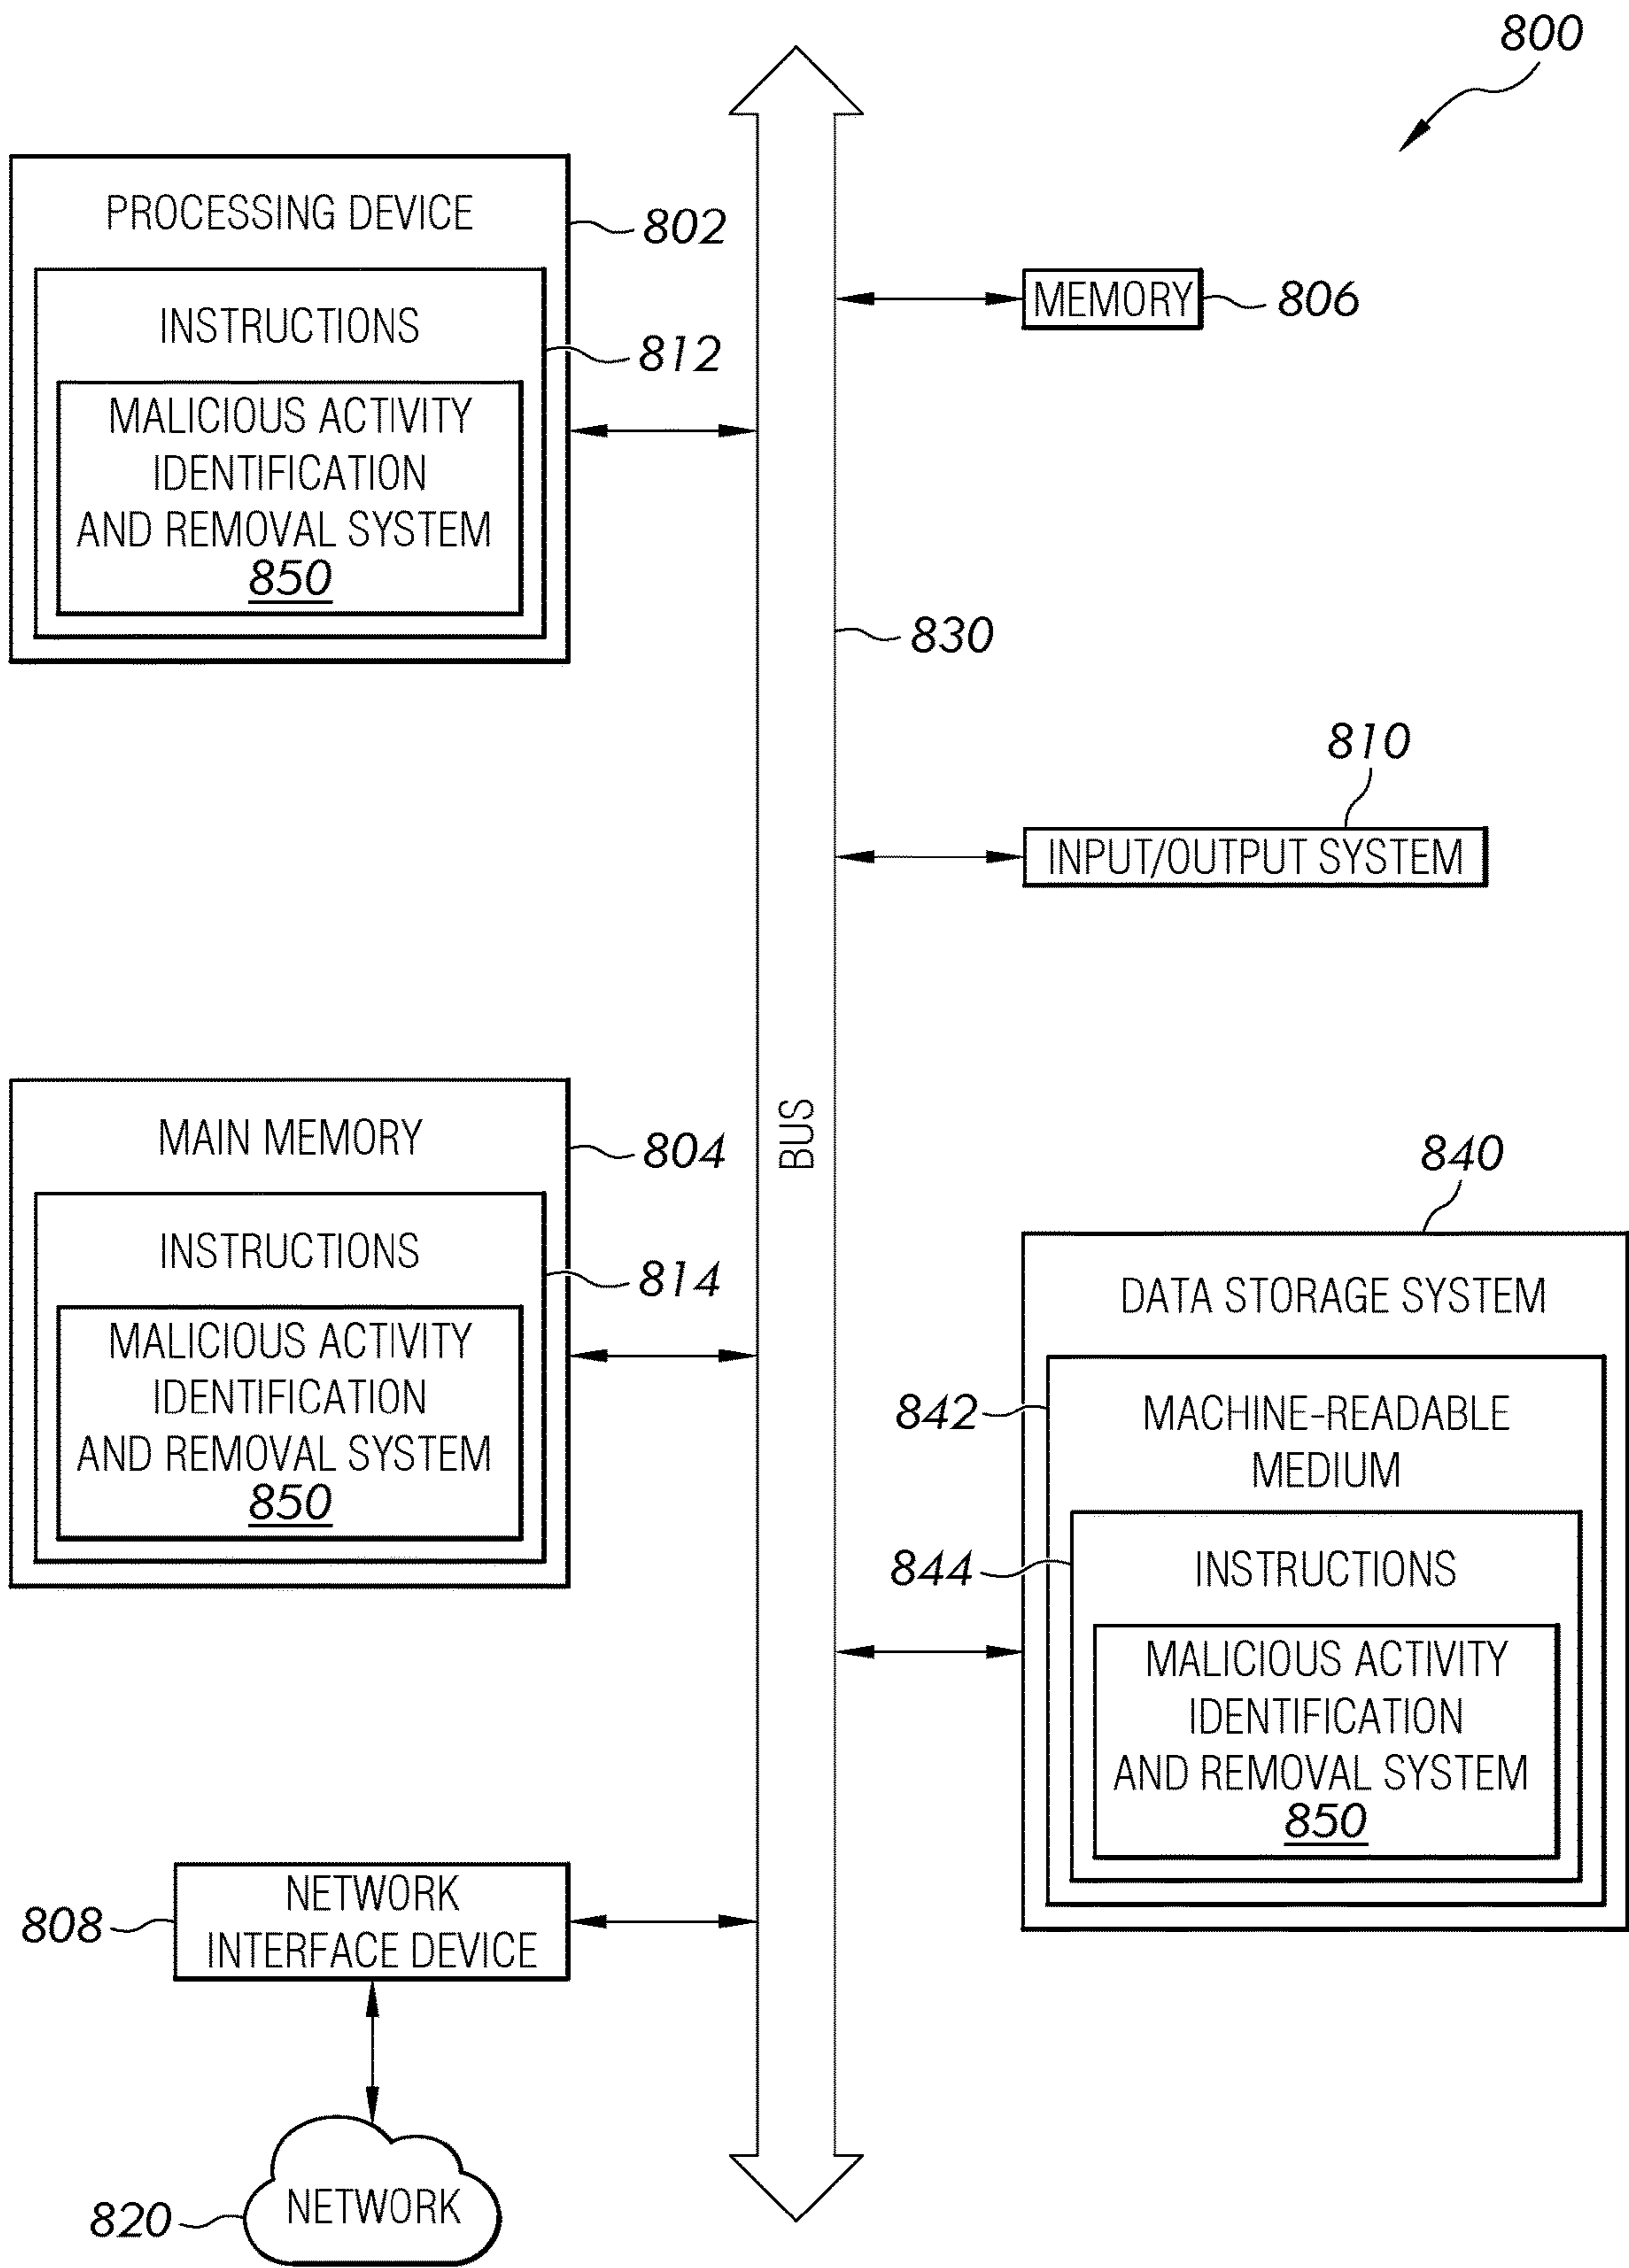 800
PROCESSING DEVICE
802
INSTRUCTIONS
812
MALICIOUS ACTIVITY
IDENTIFICATION
AND REMOVAL SYSTEM
850
MEMORY
806
830
810
INPUT/OUTPUT SYSTEM
BUS
MAIN MEMORY
804
INSTRUCTIONS
814
MALICIOUS ACTIVITY
IDENTIFICATION
AND REMOVAL SYSTEM
850
840
DATA STORAGE SYSTEM
842
MACHINE-READABLE
MEDIUM
844
INSTRUCTIONS
MALICIOUS ACTIVITY
IDENTIFICATION
AND REMOVAL SYSTEM
850
808
NETWORK
INTERFACE DEVICE
820
NETWORK